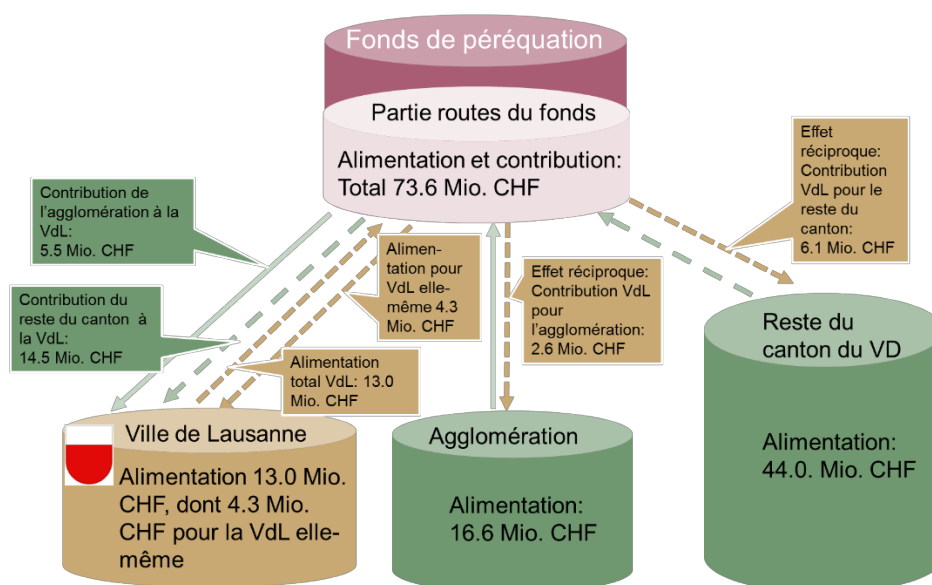 Fonds de péréquation
Partie routes du fonds
Alimentation et contribution:
Total 73.6 Mio. CHF
Contribution de
l'agglomération à la
VdL:
5.5 Mio. CHF
Contribution du
reste du canton à
la VdL:
14.5 Mio. CHF
Alimen-
tation pour
VdL elle-
même 4.3
Mio. CHF
Alimentation
total VdL: 13.0
Mio. CHF
Effet réciproque:
Contribution VdL
pour
l'agglomération:
2.6 Mio. CHF
Effet
réciproque:
Contribution
VdL pour le
reste du
canton:
6.1 Mio. CHF
Ville de Lausanne
Alimentation 13.0 Mio.
CHF, dont 4.3 Mio.
CHF pour la VdL elle-
même
Agglomération
Alimentation:
16.6 Mio. CHF
Reste du
canton du VD
Alimentation:
44.0. Mio. CHF